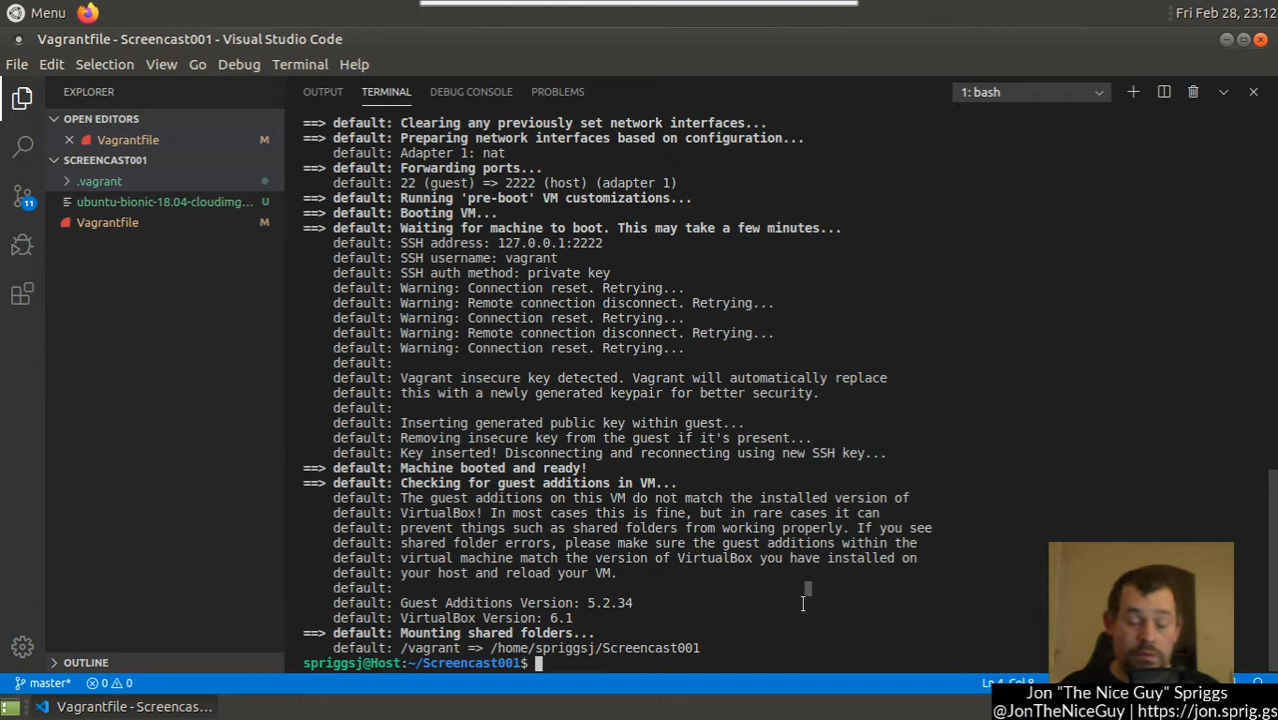 Menu
Fri Feb 28, 23:12
Vagrantfile - Screencast001 - Visual Studio Code
File Edit Selection View Go Debug Terminal Help
EXPLORER
OPEN EDITORS
Vagrantfile M
SCREENCAST001
.vagrant
ubuntu-bionic-18.04-cloudimg... U
Vagrantfile M
OUTLINE
11
OUTPUT TERMINAL DEBUG CONSOLE PROBLEMS
1: bash
==> default: Clearing any previously set network interfaces...
==> default: Preparing network interfaces based on configuration...
default: Adapter 1: nat
==> default: Forwarding ports...
default: 22 (guest) => 2222 (host) (adapter 1)
==> default: Running 'pre-boot' VM customizations...
==> default: Booting VM...
==> default: Waiting for machine to boot. This may take a few minutes...
default: SSH address: 127.0.0.1:2222
default: SSH username: vagrant
default: SSH auth method: private key
default: Warning: Connection reset. Retrying...
default: Warning: Remote connection disconnect. Retrying...
default: Warning: Connection reset. Retrying...
default: Warning: Remote connection disconnect. Retrying...
default: Warning: Connection reset. Retrying...
default:
default: Vagrant insecure key detected. Vagrant will automatically replace
default: this with a newly generated keypair for better security.
default:
default: Inserting generated public key within guest...
default: Removing insecure key from the guest if it's present...
default: Key inserted! Disconnecting and reconnecting using new SSH key...
==> default: Machine booted and ready!
==> default: Checking for guest additions in VM...
default: The guest additions on this VM do not match the installed version of
default: VirtualBox! In most cases this is fine, but in rare cases it can
default: prevent things such as shared folders from working properly. If you see
default: shared folder errors, please make sure the guest additions within the
default: virtual machine match the version of VirtualBox you have installed on
default: your host and reload your VM.
default:
default: Guest Additions Version: 5.2.34
default: VirtualBox Version: 6.1
==> default: Mounting shared folders...
default: /vagrant => /home/spriggsj/Screencast001
spriggsj@Host:~/Screencast001$
master* 0 0
Jon "The Nice Guy" Spriggs
@JonTheNiceGuy | https://jon.sprig.gs
Vagrantfile - Screencas...